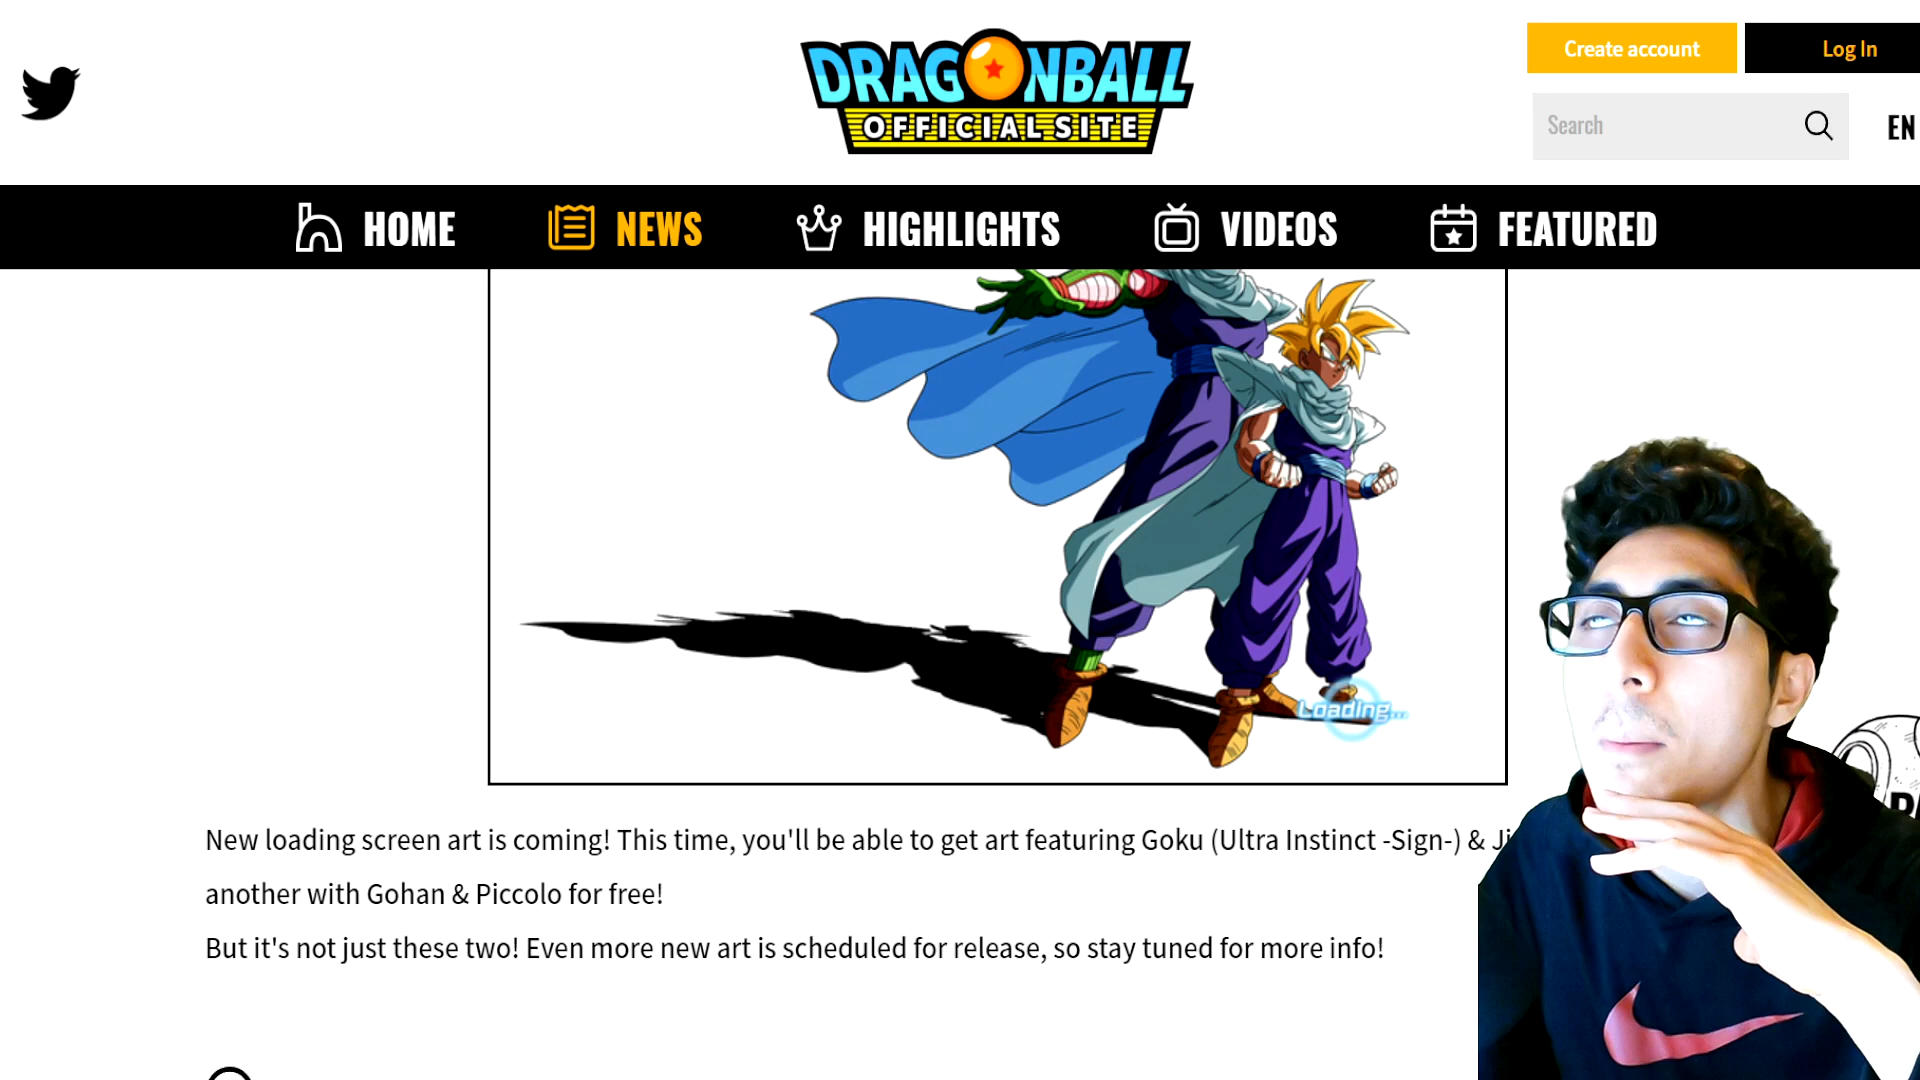 DRAGONBALL
OFFICIAL SITE
Create account
Log In
Search
EN
HOME
NEWS
HIGHLIGHTS
VIDEOS
FEATURED
Loading...
New loading screen art is coming! This time, you'll be able to get art featuring Goku (Ultra Instinct -Sign-) &
another with Gohan & Piccolo for free!
But it's not just these two! Even more new art is scheduled for release, so stay tuned for more info!